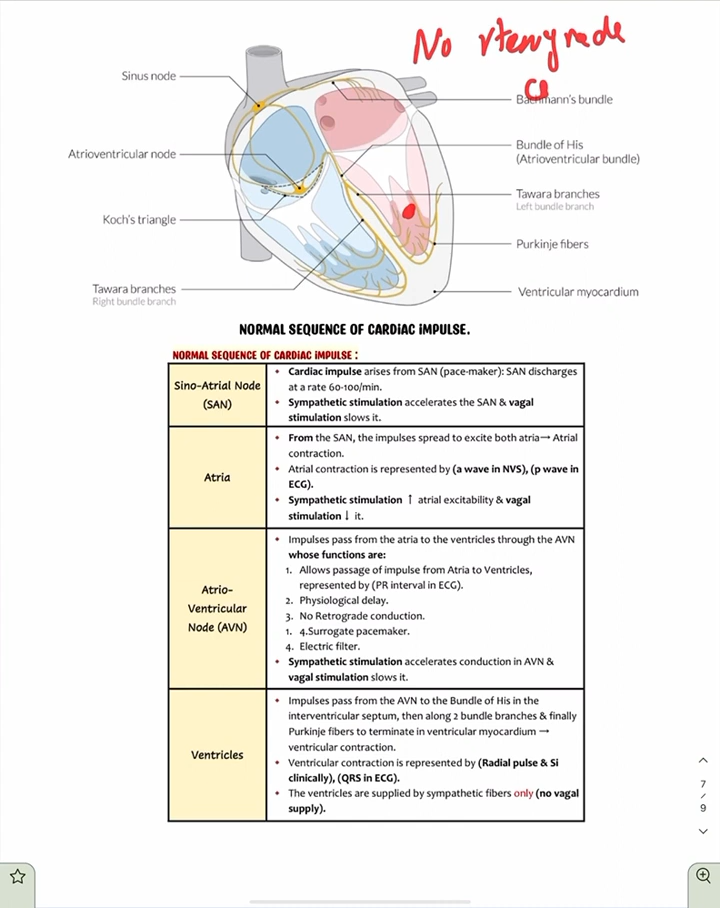 No retrograde
Sinus node
Bachmann's bundle
Bundle of His
(Atrioventricular bundle)
Atrioventricular node
Tawara branches
Left bundle branch
Koch's triangle
Purkinje fibers
Tawara branches
Right bundle branch
Ventricular myocardium
NORMAL SEQUENCE OF CARDIAC IMPULSE.
NORMAL SEQUENCE OF CARDIAC IMPULSE :
Sino-Atrial Node
(SAN)
• Cardiac impulse arises from SAN (pace-maker): SAN discharges
at a rate 60-100/min.
• Sympathetic stimulation accelerates the SAN & vagal
stimulation slows it.
Atria
• From the SAN, the impulses spread to excite both atria→ Atrial
contraction.
• Atrial contraction is represented by (a wave in NVS), (p wave in
ECG).
• Sympathetic stimulation ↑ atrial excitability & vagal
stimulation ↓ it.
Atrio-
Ventricular
Node (AVN)
• Impulses pass from the atria to the ventricles through the AVN
whose functions are:
1. Allows passage of impulse from Atria to Ventricles,
represented by (PR interval in ECG).
2. Physiological delay.
3. No Retrograde conduction.
1. 4.Surrogate pacemaker.
4. Electric filter.
• Sympathetic stimulation accelerates conduction in AVN &
vagal stimulation slows it.
Ventricles
• Impulses pass from the AVN to the Bundle of His in the
interventricular septum, then along 2 bundle branches & finally
Purkinje fibers to terminate in ventricular myocardium →
ventricular contraction.
• Ventricular contraction is represented by (Radial pulse & S1
clinically), (QRS in ECG).
• The ventricles are supplied by sympathetic fibers only (no vagal
supply).
7
/
9